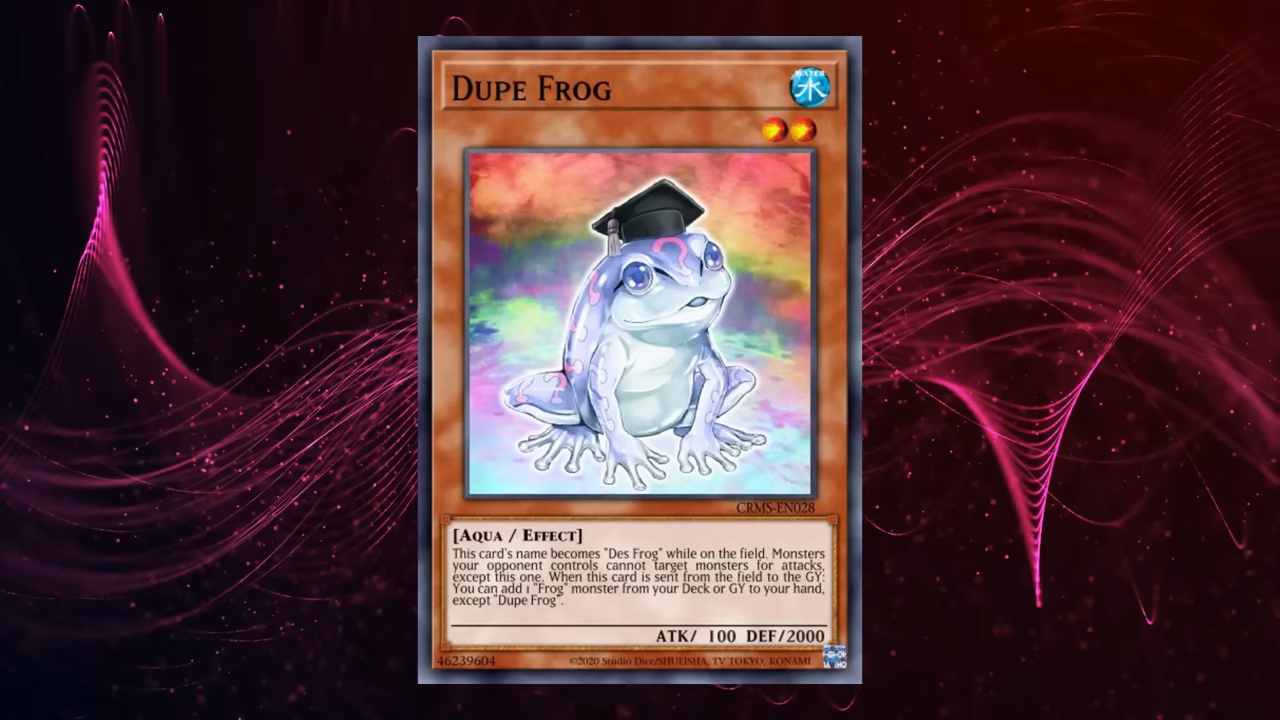 DUPE FROG
WATER
水
CRMS-EN028
[AQUA / EFFECT]
This card's name becomes "Des Frog" while on the field. Monsters
your opponent controls cannot target monsters for attacks,
except this one. When this card is sent from the field to the GY:
You can add 1 "Frog" monster from your Deck or GY to your hand,
except "Dupe Frog".
ATK/ 100 DEF/2000
46239604
©2020 Studio Dice/SHUEISHA, TV TOKYO, KONAMI